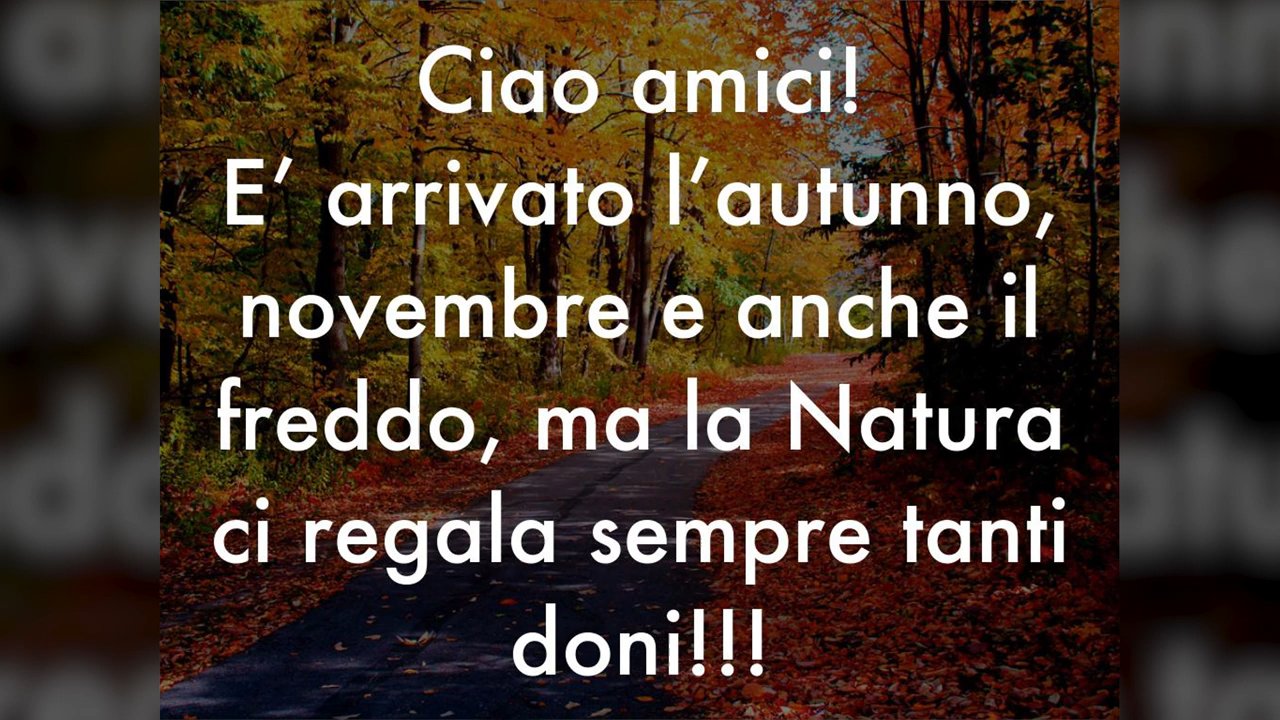 Ciao amici!
E’ arrivato l’autunno,
novembre e anche il
freddo, ma la Natura
ci regala sempre tanti
doni!!!